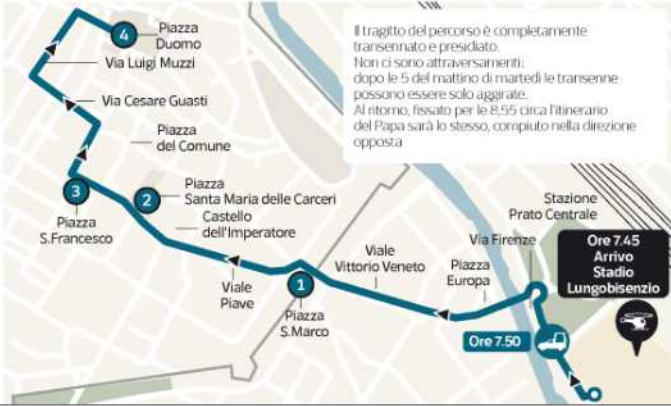 Il tragitto del percorso è completamente
transennato e presidiato.
Non ci sono attraversamenti:
dopo le 5 del mattino di martedì le transenne
possono essere solo aggirate.
Al ritorno, fissato per le 8,55 circa l'itinerario
del Papa sarà lo stesso, compiuto nella direzione
opposta
4
Piazza
Duomo
Via Luigi Muzzi
Via Cesare Guasti
Piazza
del Comune
3
Piazza
S.Francesco
2
Piazza
Santa Maria delle Carceri
Castello
dell'Imperatore
Viale
Piave
1
Piazza
S.Marco
Viale
Vittorio Veneto
Piazza
Europa
Via Firenze
Stazione
Prato Centrale
Ore 7.45
Arrivo
Stadio
Lungobisenzio
Ore 7.50